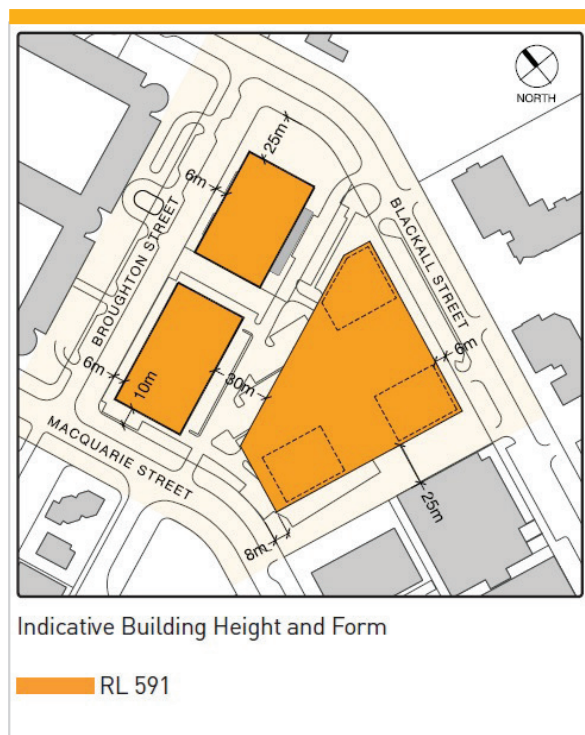 NORTH
25m
6m
BROUGHTON STREET
BLACKALL STREET
6m
6m
10m
30m
MACQUARIE STREET
25m
8m
Indicative Building Height and Form
RL 591